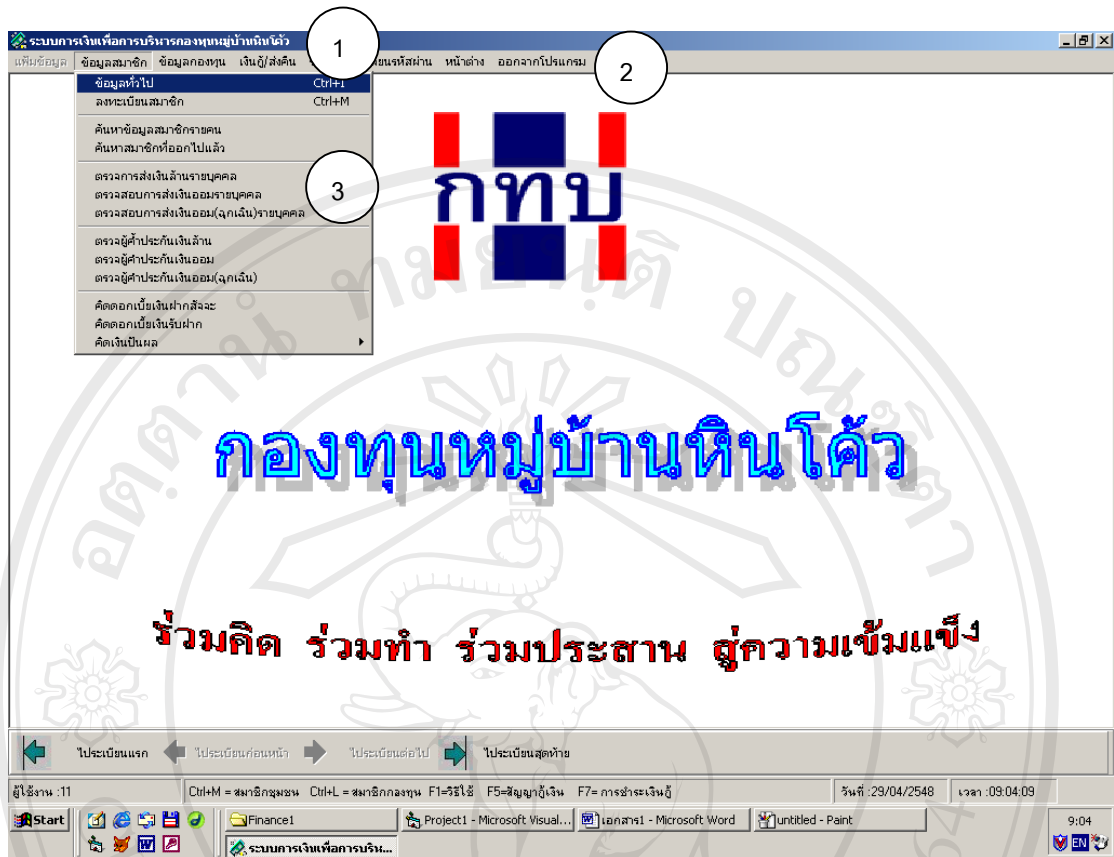 ระบบการเงินเพื่อการบริหารกองทุนหมู่บ้านหินโค้ว
1
แฟ้มข้อมูล ข้อมูลสมาชิก ข้อมูลกองทุน เงินกู้/ส่งคืน ยนรหัสผ่าน หน้าต่าง ออกจากโปรแกรม
2
ข้อมูลทั่วไป Ctrl+I
ลงทะเบียนสมาชิก Ctrl+M
ค้นหาข้อมูลสมาชิกรายคน
ค้นหาสมาชิกที่ออกไปแล้ว
ตรวจการส่งเงินล้านรายบุคคล
ตรวจสอบการส่งเงินออมรายบุคคล
3
ตรวจสอบการส่งเงินออม(ฉุกเฉิน)รายบุคคล
ตรวจผู้ค้ำประกันเงินล้าน
ตรวจผู้ค้ำประกันเงินออม
ตรวจผู้ค้ำประกันเงินออม(ฉุกเฉิน)
คิดดอกเบี้ยเงินฝากสัจจะ
คิดดอกเบี้ยเงินรับฝาก
คิดเงินปันผล
กทบ
อตฺตานํ ทมยนฺติ ปณฺฑิตา
กองทุนหมู่บ้านหินโค้ว
ร่วมคิด ร่วมทำ ร่วมประสาน สู่ความเข้มแข็ง
ไประเบียนแรก ไประเบียนก่อนหน้า ไประเบียนต่อไป ไประเบียนสุดท้าย
ผู้ใช้งาน :11 Ctrl+M = สมาชิกชุมชน Ctrl+L = สมาชิกกองทุน F1=วิธีใช้ F5=สัญญากู้เงิน F7= การชำระเงินกู้ วันที่ :29/04/2548 เวลา :09:04:09
Start Finance1 Project1 - Microsoft Visual... เอกสาร1 - Microsoft Word untitled - Paint 9:04
ระบบการเงินเพื่อการบริห... EN